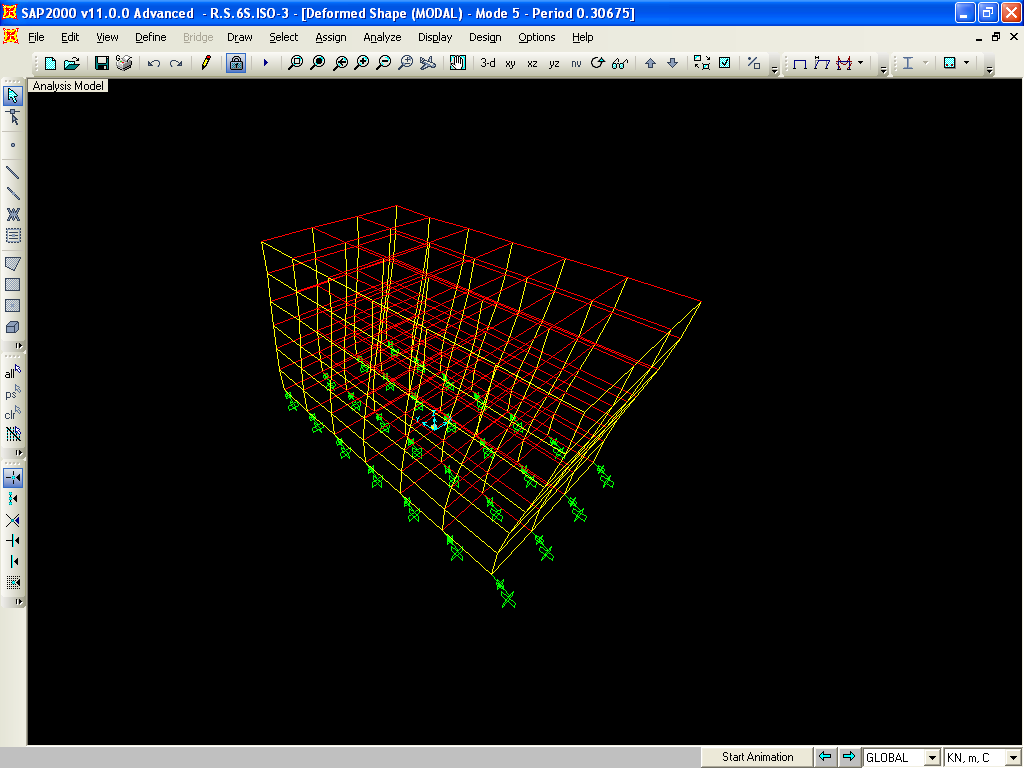 SAP2000 v11.0.0 Advanced - R.S.6S.ISO-3 - [Deformed Shape (MODAL) - Mode 5 - Period 0.30675]
File Edit View Define Bridge Draw Select Assign Analyze Display Design Options Help
3-d xy xz yz nv
Analysis Model
all
ps
clr
Start Animation GLOBAL KN, m, C